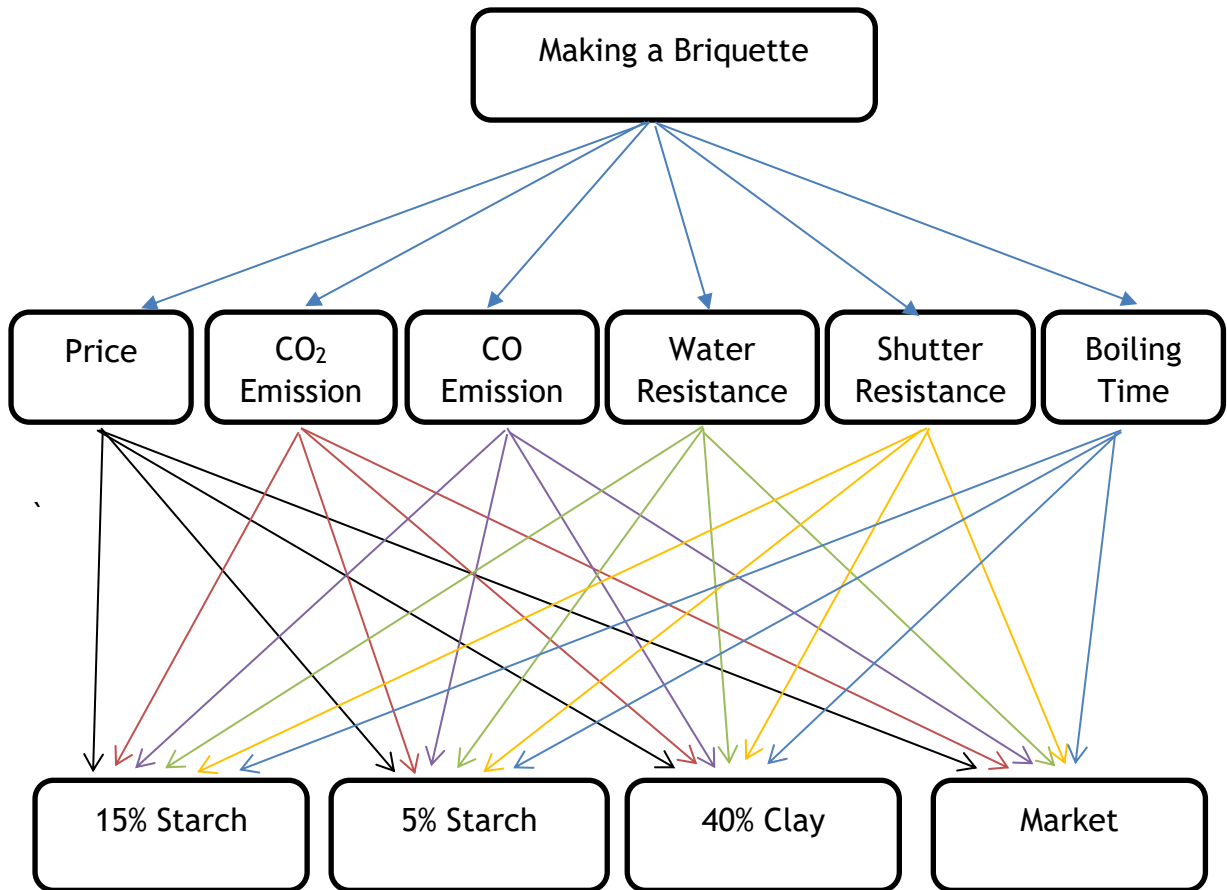 Making a Briquette
Price
CO₂
Emission
CO
Emission
Water
Resistance
Shutter
Resistance
Boiling
Time
`
15% Starch
5% Starch
40% Clay
Market